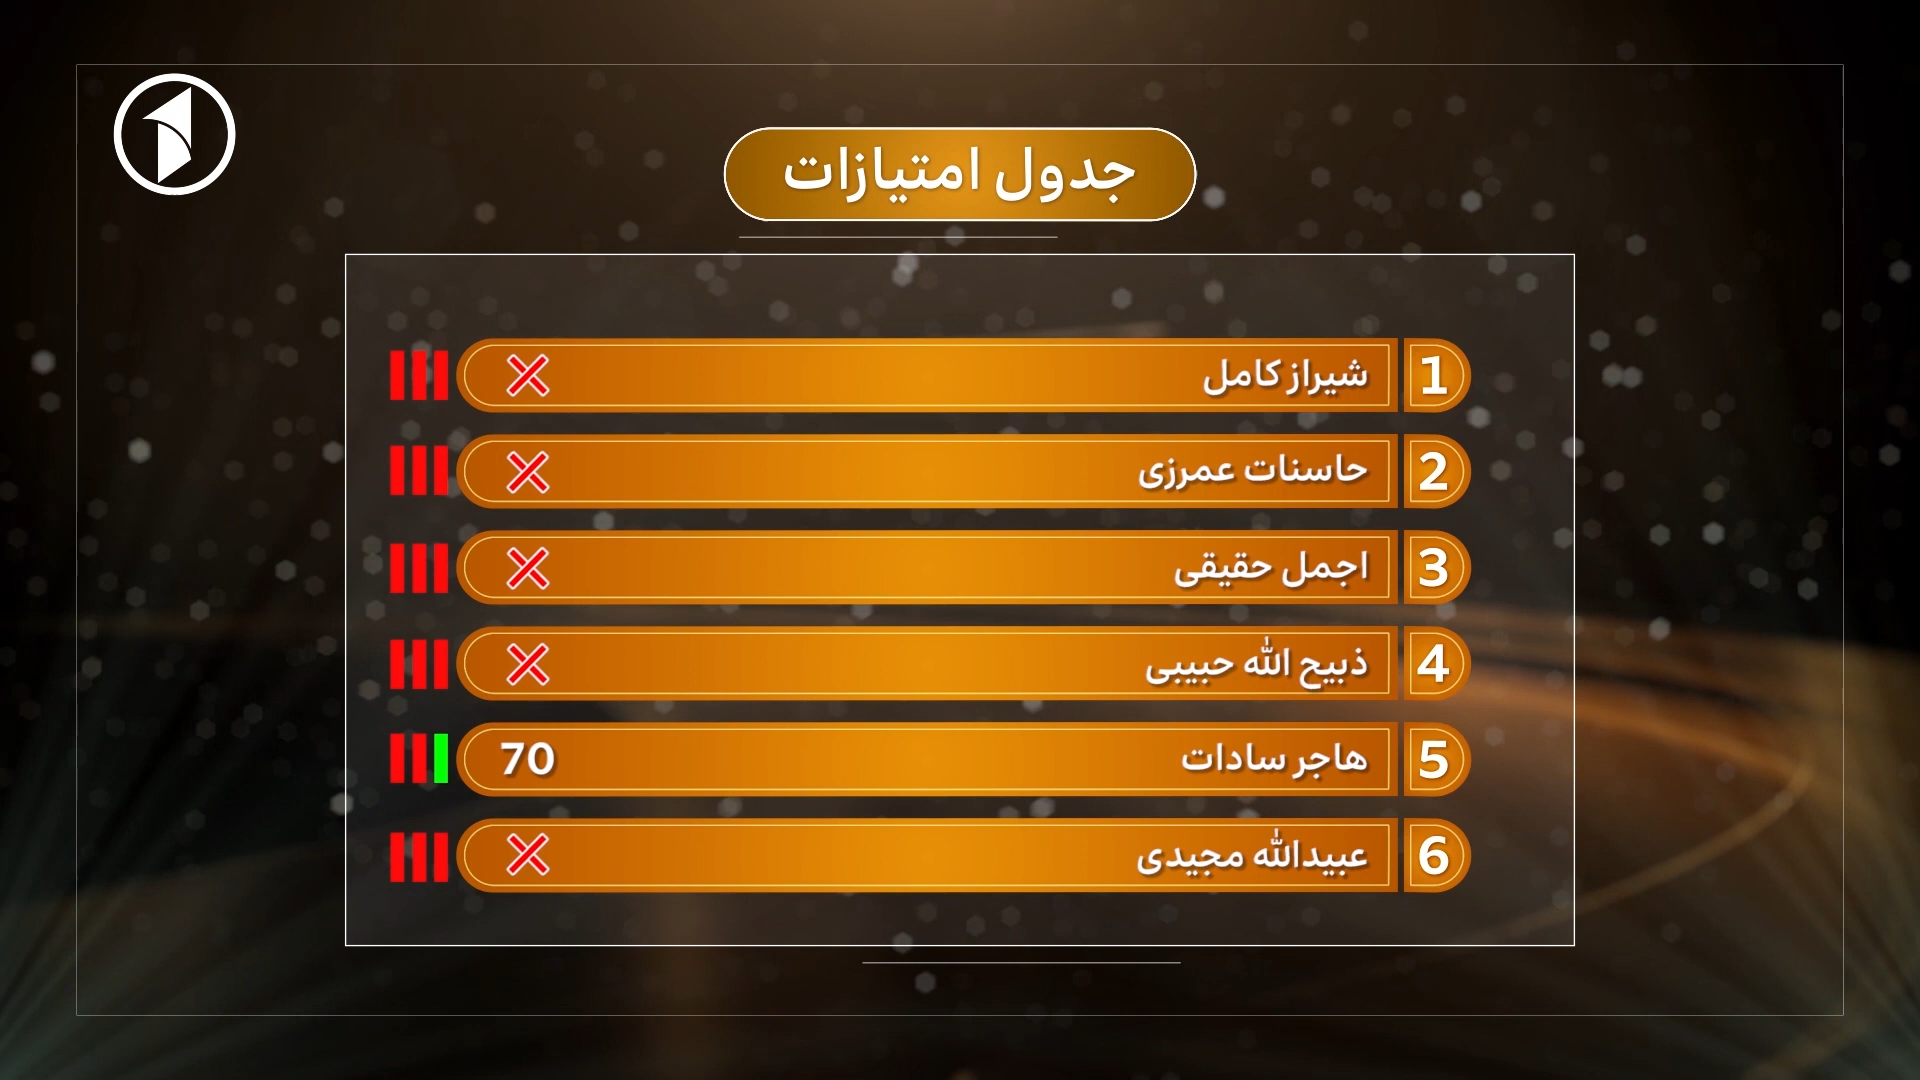 جدول امتیازات
1 شیراز کامل
2 حاسنات عمرزی
3 اجمل حقیقی
4 ذبیح الله حبیبی
5 هاجر سادات 70
6 عبیدالله مجیدی